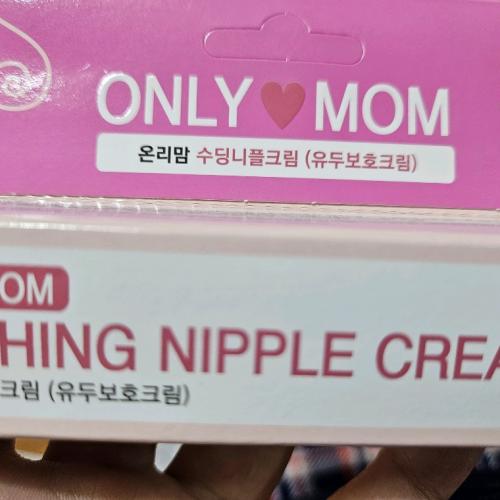 ONLY MOM
온리맘 수딩니플크림 (유두보호크림)
OM
HING NIPPLE CREA
크림 (유두보호크림)